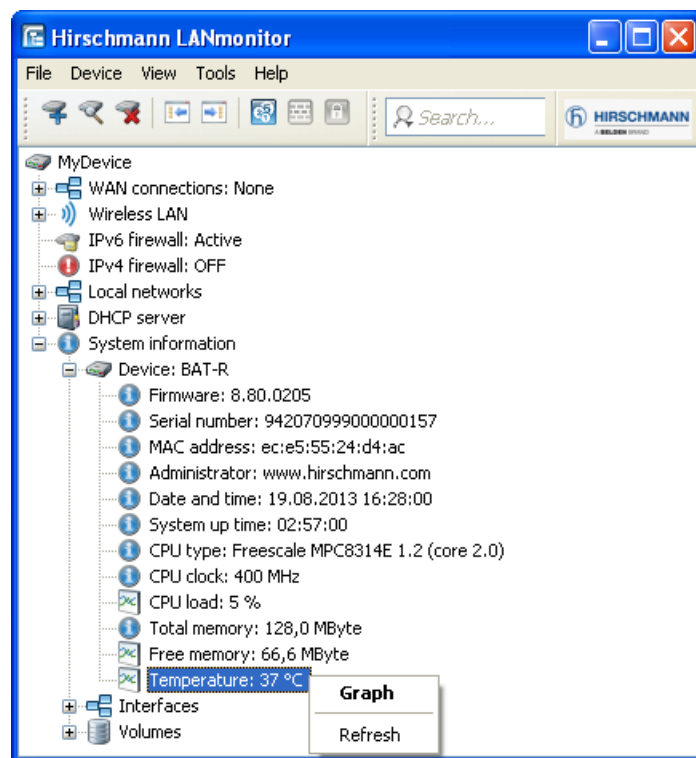 Hirschmann LANmonitor
File Device View Tools Help
Search...
HIRSCHMANN
A BELDEN BRAND
MyDevice
WAN connections: None
Wireless LAN
IPv6 firewall: Active
IPv4 firewall: OFF
Local networks
DHCP server
System information
Device: BAT-R
Firmware: 8.80.0205
Serial number: 942070999000000157
MAC address: ec:e5:55:24:d4:ac
Administrator: www.hirschmann.com
Date and time: 19.08.2013 16:28:00
System up time: 02:57:00
CPU type: Freescale MPC8314E 1.2 (core 2.0)
CPU clock: 400 MHz
CPU load: 5 %
Total memory: 128,0 MByte
Free memory: 66,6 MByte
Temperature: 37 °C
Graph
Interfaces
Refresh
Volumes